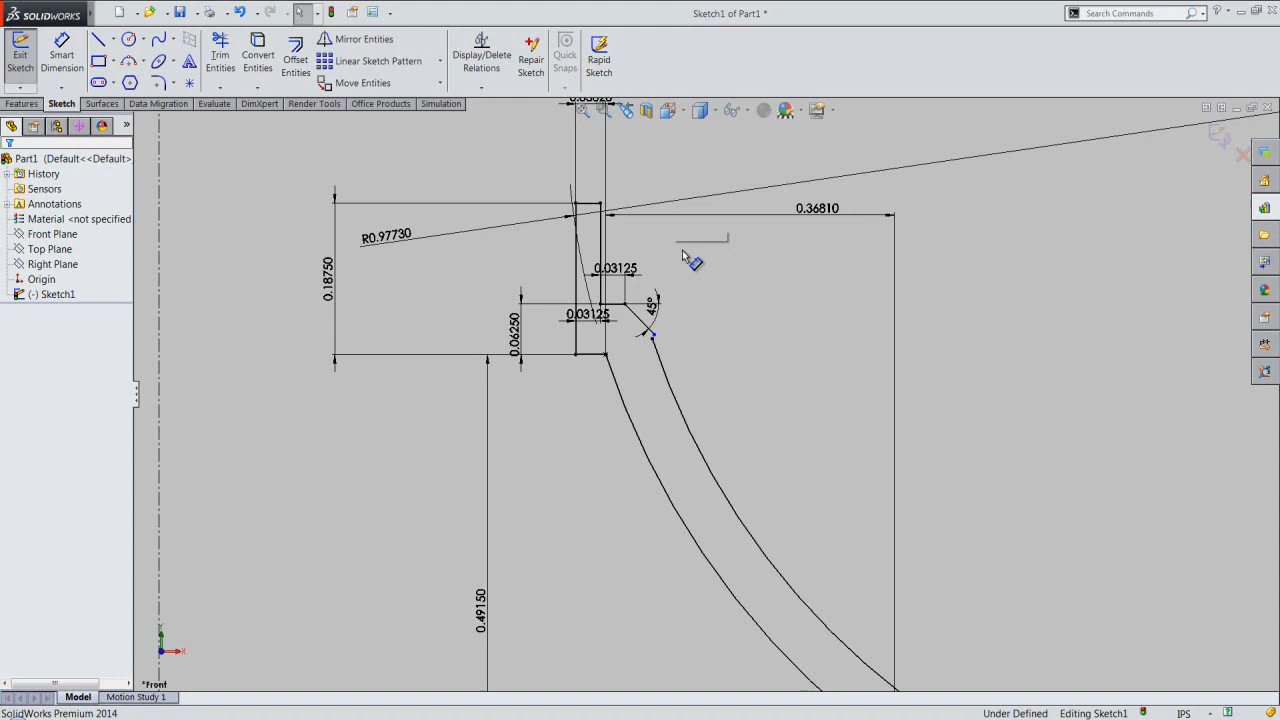 SOLIDWORKS
Sketch1 of Part1 *
Search Commands
Exit Sketch
Smart Dimension
Trim Entities
Convert Entities
Offset Entities
Mirror Entities
Linear Sketch Pattern
Move Entities
Display/Delete Relations
Repair Sketch
Quick Snaps
Rapid Sketch
Features Sketch Surfaces Data Migration Evaluate DimXpert Render Tools Office Products Simulation
Part1 (Default<<Default>
History
Sensors
Annotations
Material <not specified
Front Plane
Top Plane
Right Plane
Origin
(-) Sketch1
0.36810
R0.97730
0.18750
0.03125
45°
0.03125
0.06250
0.49150
Y
X
*Front
Model Motion Study 1
SolidWorks Premium 2014 Under Defined Editing Sketch1 IPS